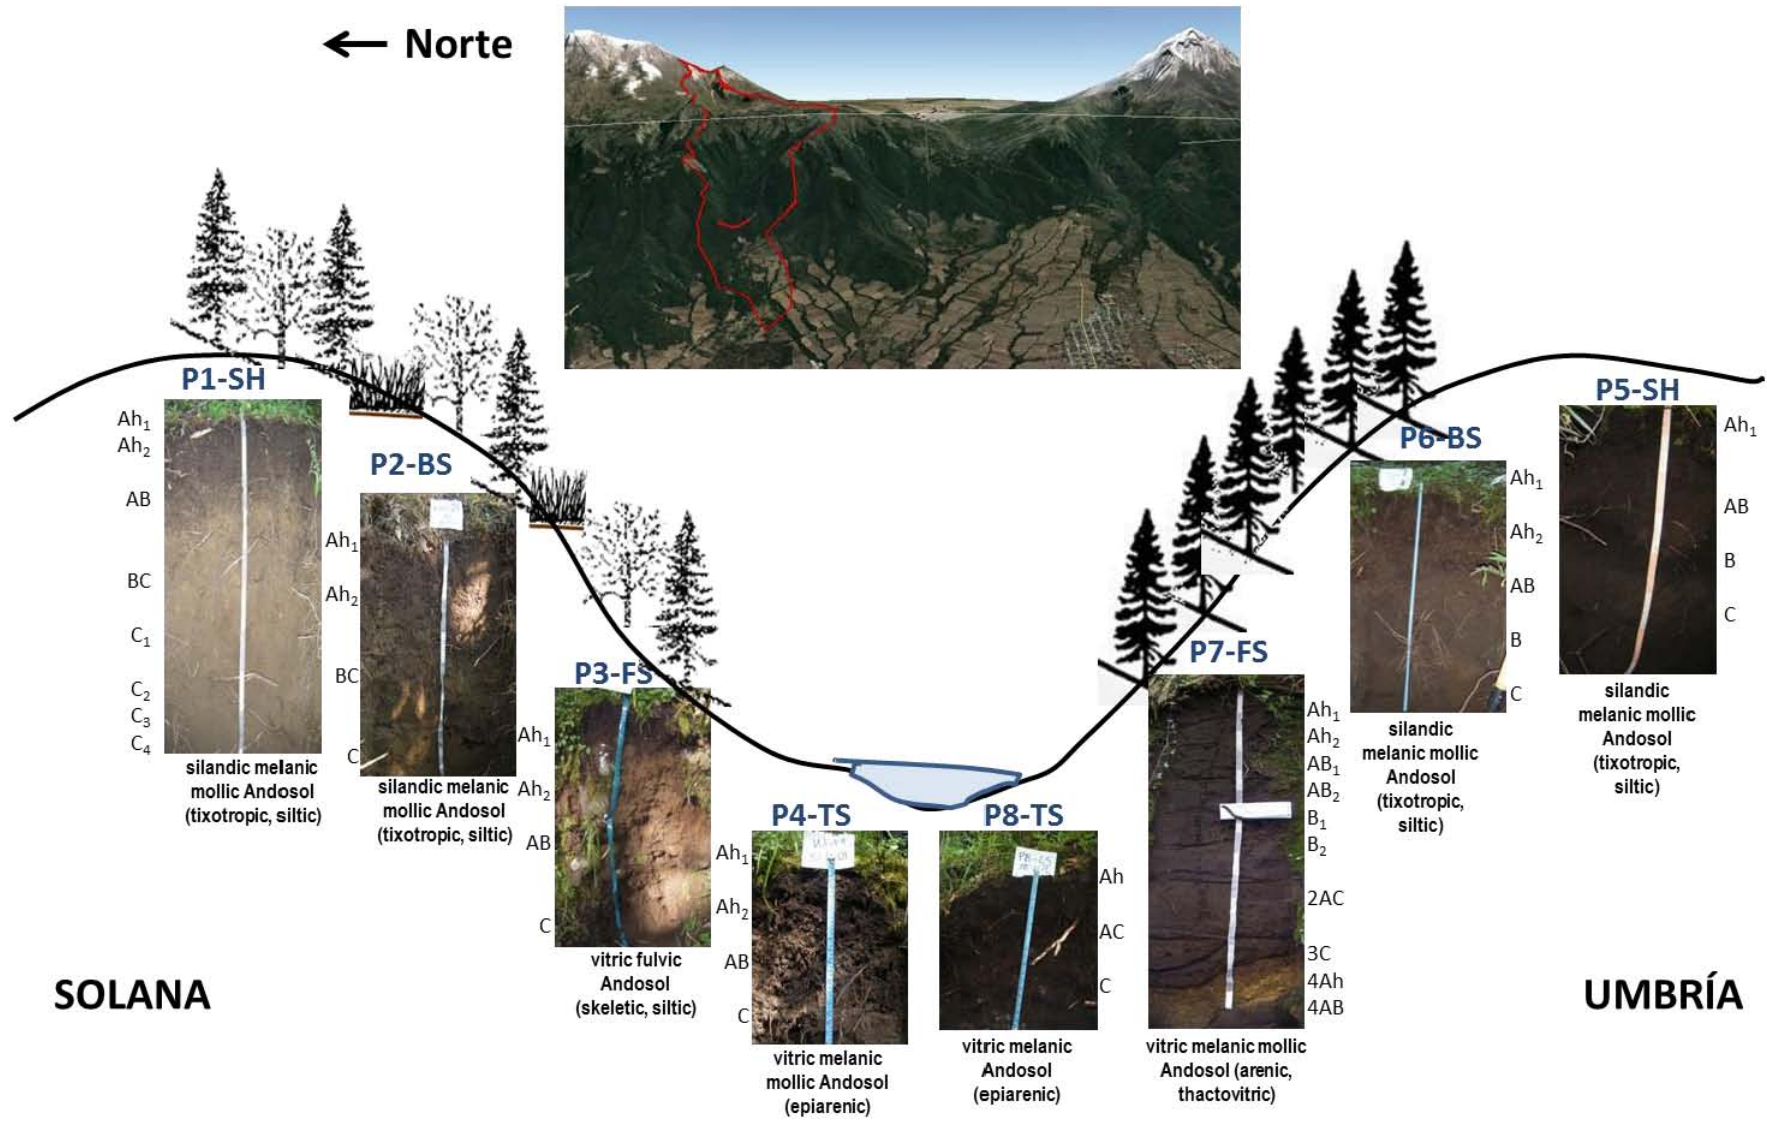 Norte
P1-SH
Ah1
Ah2
AB
BC
C1
C2
C3
C4
silandic melanic
mollic Andosol
(tixotropic, siltic)
P2-BS
Ah1
Ah2
BC
C
silandic melanic
mollic Andosol
(tixotropic, siltic)
P3-FS
Ah1
Ah2
AB
C
vitric fulvic
Andosol
(skeletic, siltic)
P4-TS
Ah1
Ah2
AB
C
vitric melanic
mollic Andosol
(epiarenic)
P8-TS
Ah
AC
C
vitric melanic
Andosol
(epiarenic)
P7-FS
Ah1
Ah2
AB1
AB2
B1
B2
2AC
3C
4Ah
4AB
vitric melanic mollic
Andosol (arenic,
thactovitric)
P6-BS
Ah1
Ah2
AB
B
C
silandic
melanic mollic
Andosol
(tixotropic,
siltic)
P5-SH
Ah1
AB
B
C
silandic
melanic mollic
Andosol
(tixotropic,
siltic)
SOLANA
UMBRÍA